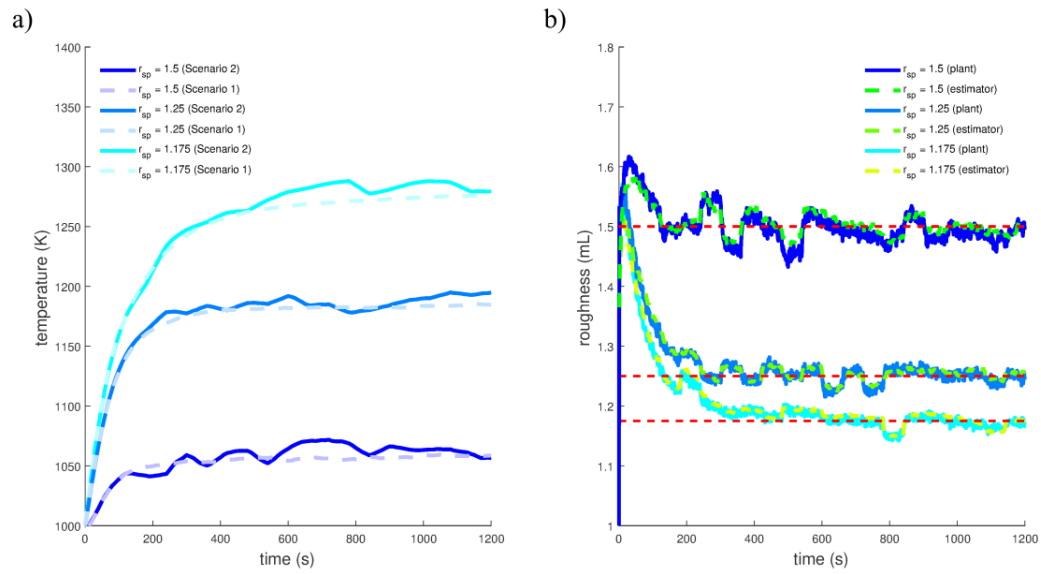 a)
1400
1350
1300
1250
1200
1150
1100
1050
1000
temperature (K)
r_sp = 1.5 (Scenario 2)
r_sp = 1.5 (Scenario 1)
r_sp = 1.25 (Scenario 2)
r_sp = 1.25 (Scenario 1)
r_sp = 1.175 (Scenario 2)
r_sp = 1.175 (Scenario 1)
0 200 400 600 800 1000 1200
time (s)
b)
1.8
1.7
1.6
1.5
1.4
1.3
1.2
1.1
1
roughness (mL)
r_sp = 1.5 (plant)
r_sp = 1.5 (estimator)
r_sp = 1.25 (plant)
r_sp = 1.25 (estimator)
r_sp = 1.175 (plant)
r_sp = 1.175 (estimator)
0 200 400 600 800 1000 1200
time (s)